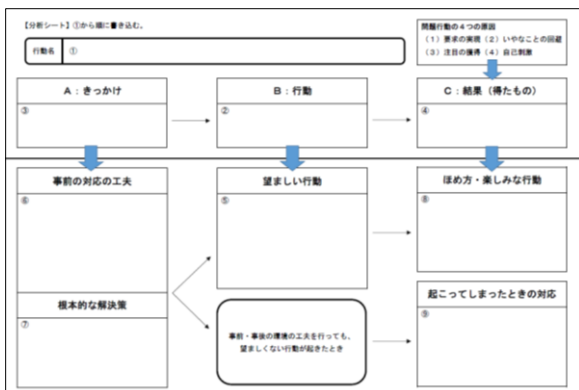 【分析シート】①から順に書き込む。
行動名 ①
問題行動の４つの原因
（１）要求の実現（２）いやなことの回避
（３）注目の獲得（４）自己刺激
A：きっかけ
③
B：行動
②
C：結果（得たもの）
④
事前の対応の工夫
⑥
望ましい行動
⑤
ほめ方・楽しみな行動
⑧
根本的な解決策
⑦
事前・事後の環境の工夫を行っても、
望ましくない行動が起きたとき
起こってしまったときの対応
⑨